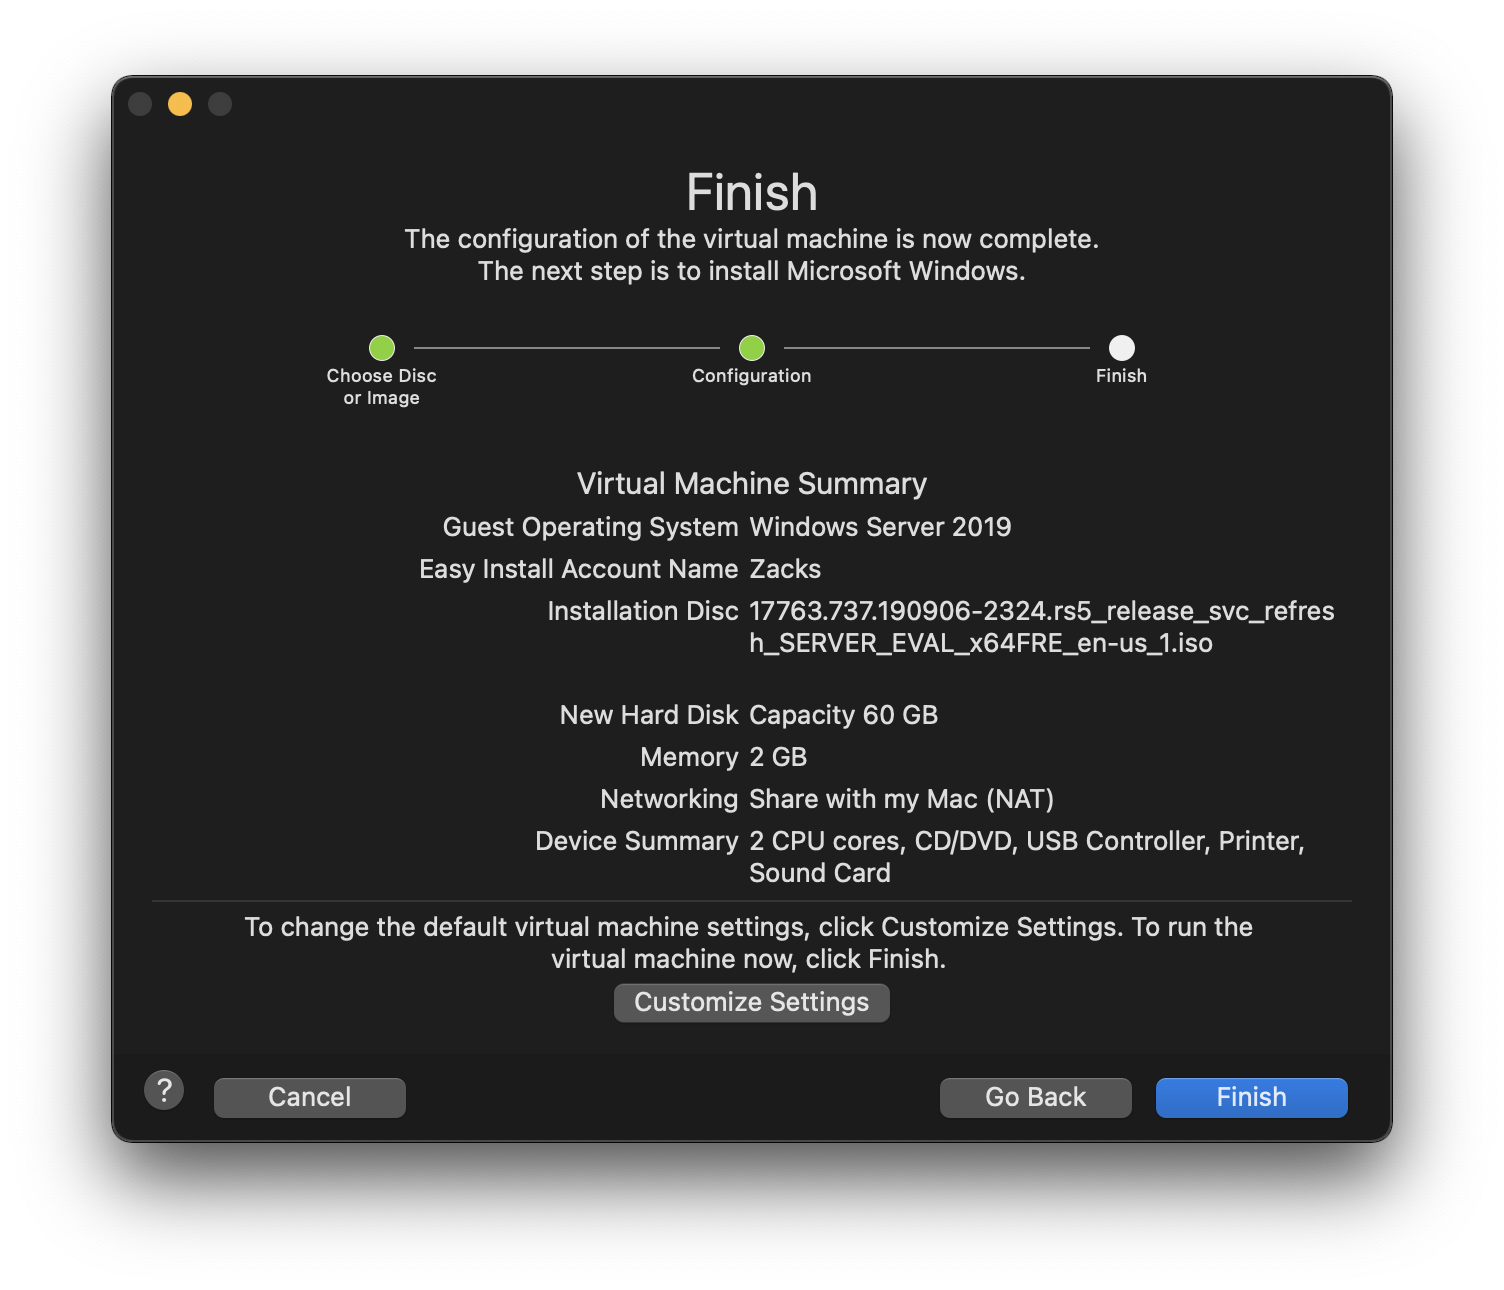 Finish
The configuration of the virtual machine is now complete.
The next step is to install Microsoft Windows.
Choose Disc
or Image
Configuration
Finish
Virtual Machine Summary
Guest Operating System Windows Server 2019
Easy Install Account Name Zacks
Installation Disc 17763.737.190906-2324.rs5_release_svc_refres
h_SERVER_EVAL_x64FRE_en-us_1.iso
New Hard Disk Capacity 60 GB
Memory 2 GB
Networking Share with my Mac (NAT)
Device Summary 2 CPU cores, CD/DVD, USB Controller, Printer,
Sound Card
To change the default virtual machine settings, click Customize Settings. To run the
virtual machine now, click Finish.
Customize Settings
? Cancel Go Back Finish